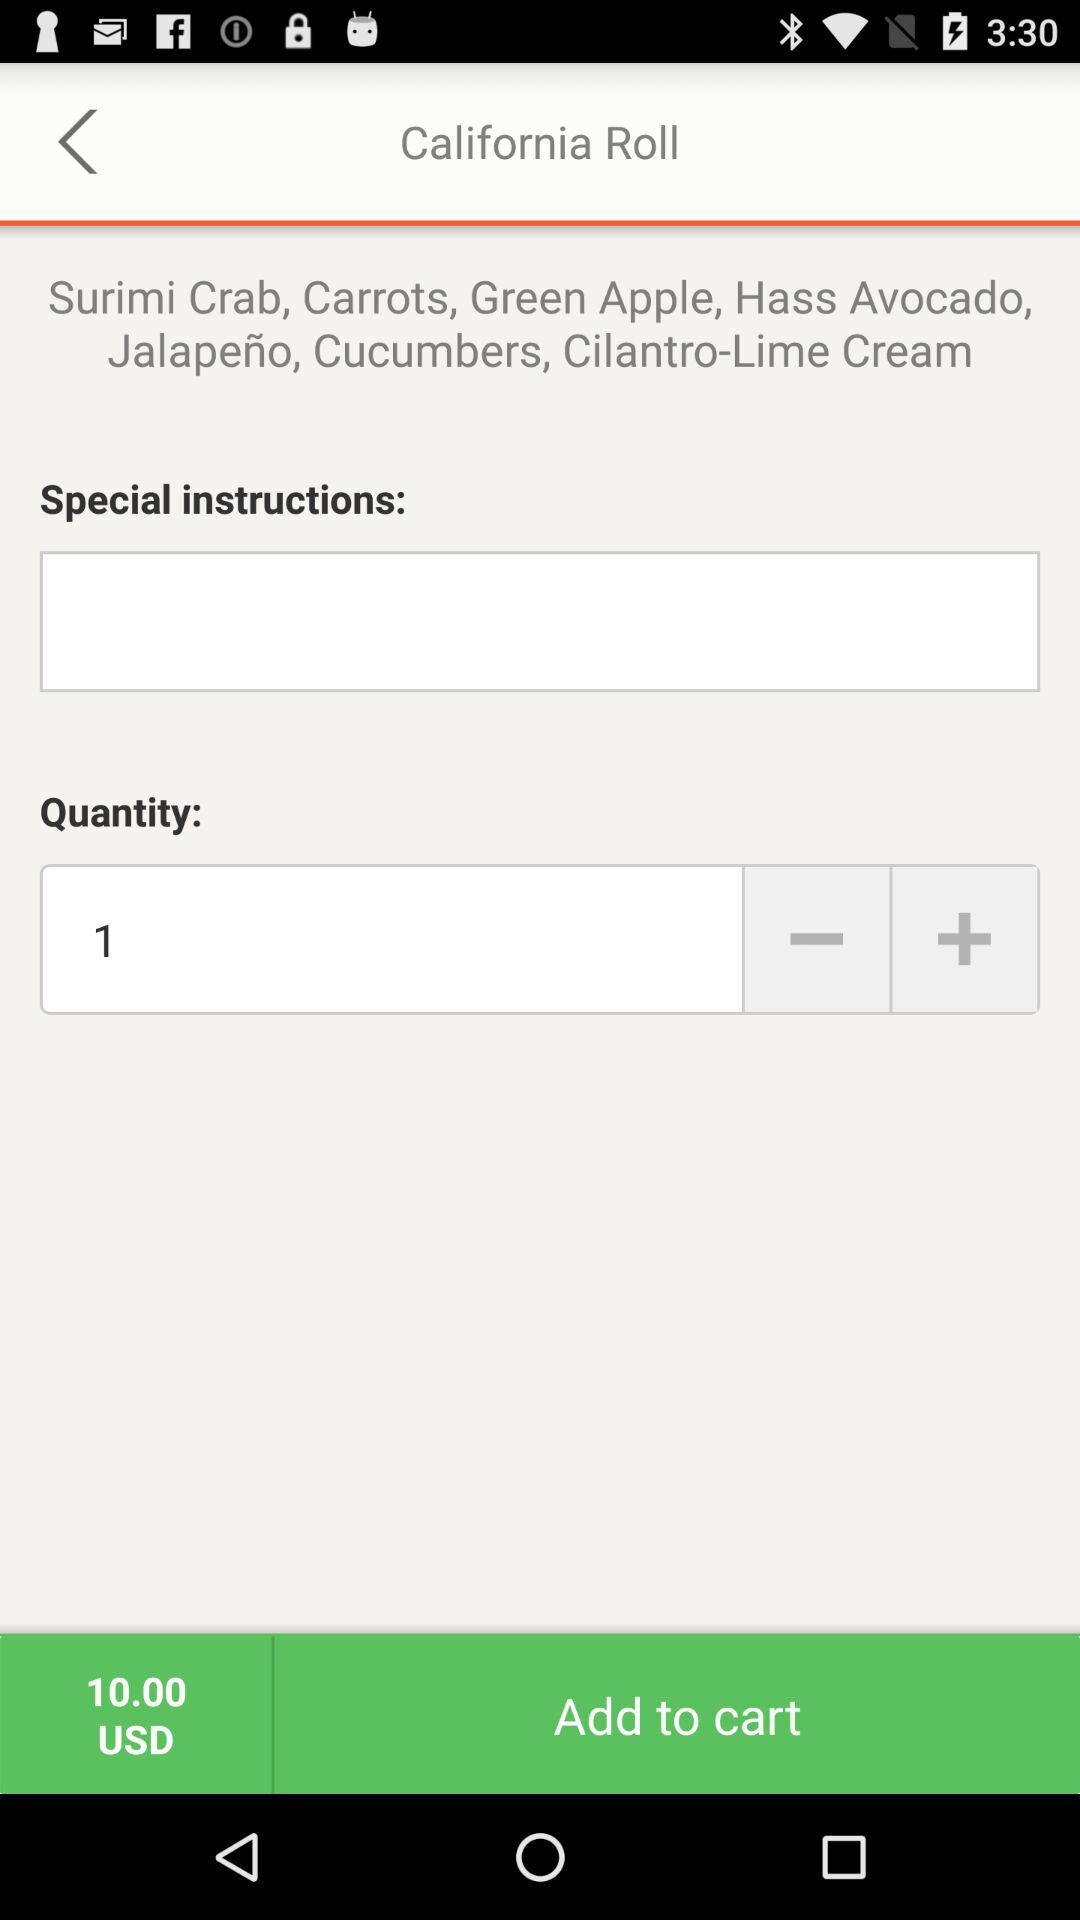 3:30
California Roll
Surimi Crab, Carrots, Green Apple, Hass Avocado,
Jalapeño, Cucumbers, Cilantro-Lime Cream
Special instructions:
Quantity:
1
10.00
USD
Add to cart